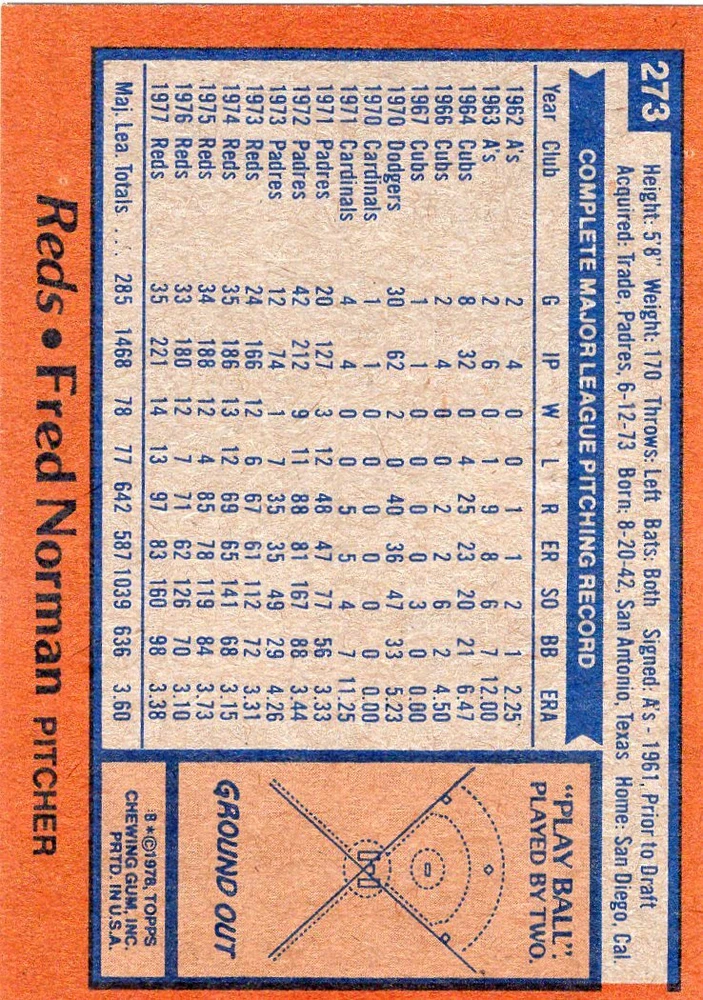 273
Height: 5'8" Weight: 170 Throws: Left Bats: Both Signed: A's - 1961, Prior to Draft
Acquired: Trade, Padres, 6-12-73 Born: 8-20-42, San Antonio, Texas Home: San Diego, Cal.
COMPLETE MAJOR LEAGUE PITCHING RECORD
Year Club G IP W L R ER SO BB ERA
1962 A's 2 4 0 0 1 1 2 1 2.25
1963 A's 2 6 0 1 9 8 6 7 12.00
1964 Cubs 8 32 0 4 25 23 20 21 6.47
1966 Cubs 2 4 0 0 2 2 6 2 4.50
1967 Cubs 1 1 0 0 0 0 3 0 0.00
1970 Dodgers 30 62 2 0 40 36 47 33 5.23
1970 Cardinals 1 1 0 0 0 0 0 0 0.00
1971 Cardinals 4 4 0 0 5 5 4 7 11.25
1971 Padres 20 127 3 12 48 47 77 56 3.33
1972 Padres 42 212 9 11 88 81 167 88 3.44
1973 Padres 12 74 1 7 35 35 49 29 4.26
1973 Reds 24 166 12 6 67 61 112 72 3.31
1974 Reds 35 186 13 12 69 65 141 68 3.15
1975 Reds 34 188 12 4 85 78 119 84 3.73
1976 Reds 33 180 12 7 71 62 126 70 3.10
1977 Reds 35 221 14 13 97 83 160 98 3.38
Maj. Lea. Totals ... 285 1468 78 77 642 587 1039 636 3.60
"PLAY BALL".
PLAYED BY TWO.
GROUND OUT
B*©1978, TOPPS
CHEWING GUM, INC.
PRTD. IN U.S.A.
Reds • Fred Norman PITCHER